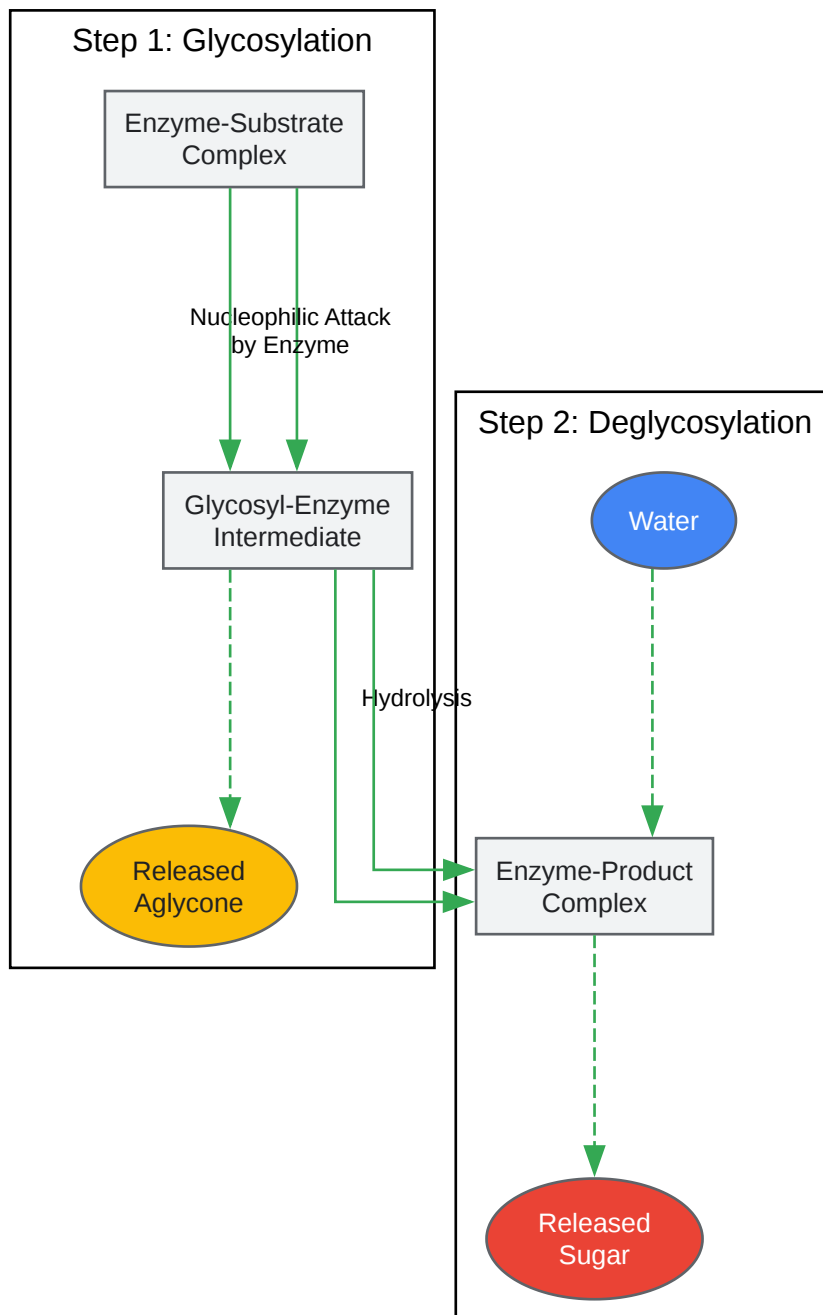 Step 1: Glycosylation
Enzyme-Substrate
Complex
Nucleophilic Attack
by Enzyme
Glycosyl-Enzyme
Intermediate
Released
Aglycone
Hydrolysis
Step 2: Deglycosylation
Water
Enzyme-Product
Complex
Released
Sugar